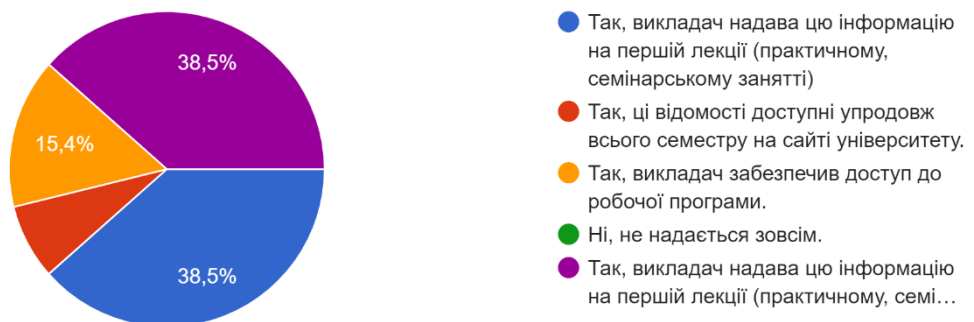 38,5%
15,4%
38,5%
Так, викладач надава цю інформацію
на першій лекції (практичному,
семінарському занятті)
Так, ці відомості доступні упродовж
всього семестру на сайті університету.
Так, викладач забезпечив доступ до
робочої програми.
Ні, не надається зовсім.
Так, викладач надава цю інформацію
на першій лекції (практичному, семі…